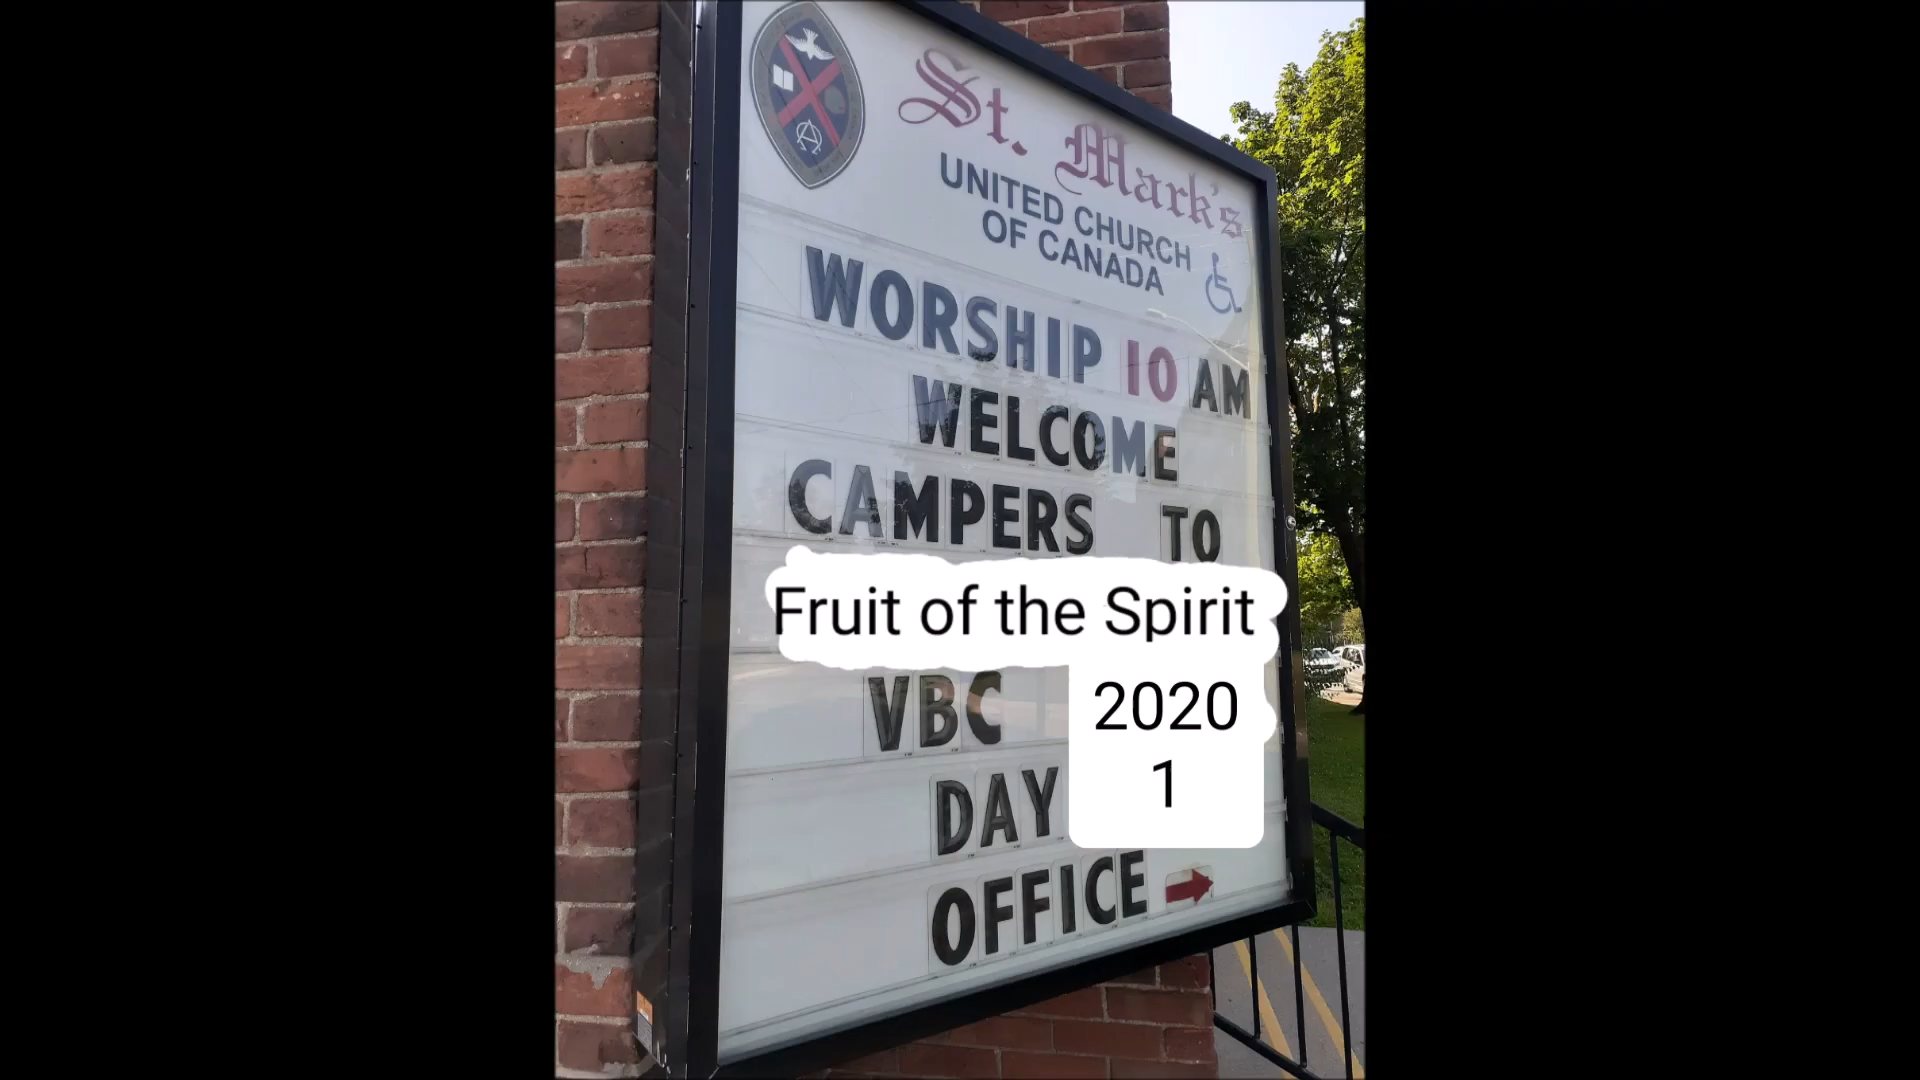 St. Mark's
UNITED CHURCH
OF CANADA
WORSHIP 10 AM
WELCOME
CAMPERS TO
Fruit of the Spirit
VBC 2020
DAY 1
OFFICE